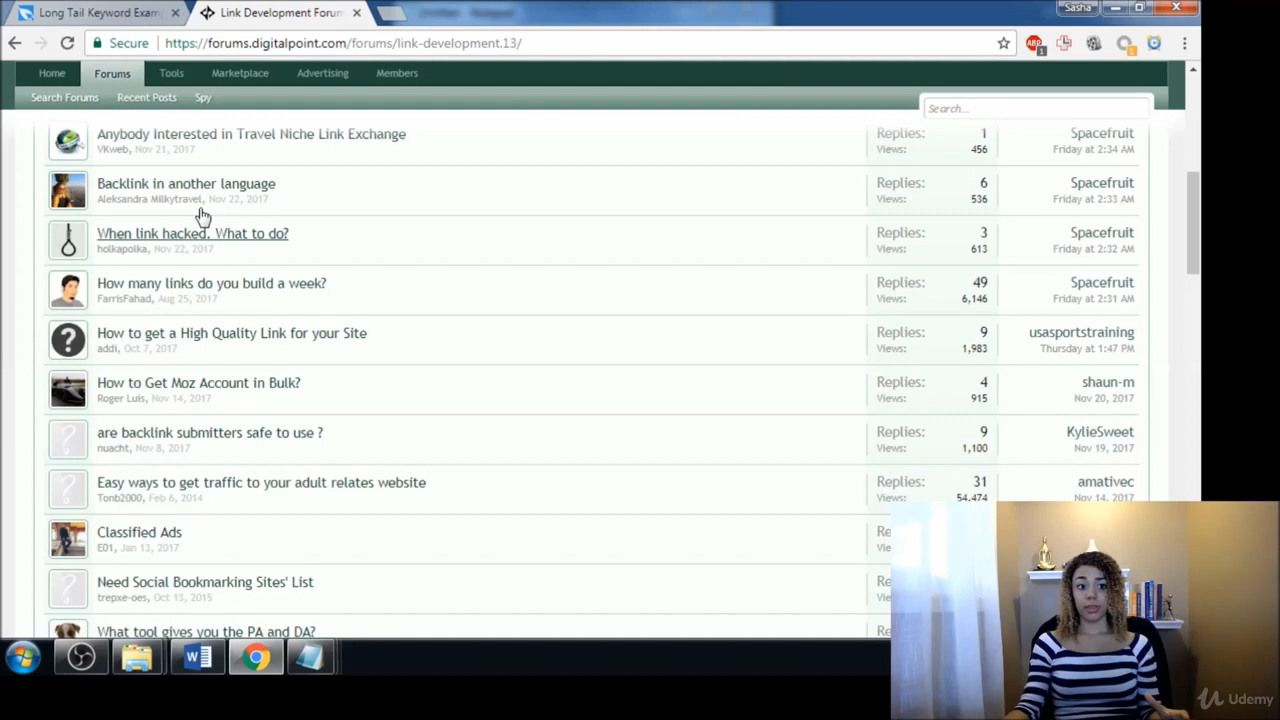 Long Tail Keyword Exam
Link Development Forum
Sasha
Secure
https://forums.digitalpoint.com/forums/link-development.13/
ABP
1
1
Home
Forums
Tools
Marketplace
Advertising
Members
Search Forums
Recent Posts
Spy
Search...
Anybody Interested in Travel Niche Link Exchange
VKweb, Nov 21, 2017
Replies: 1
Views: 456
Spacefruit
Friday at 2:34 AM
Backlink in another language
Aleksandra Milkytravel, Nov 22, 2017
Replies: 6
Views: 536
Spacefruit
Friday at 2:33 AM
When link hacked. What to do?
holkapolka, Nov 22, 2017
Replies: 3
Views: 613
Spacefruit
Friday at 2:32 AM
How many links do you build a week?
FarrisFahad, Aug 25, 2017
Replies: 49
Views: 6,146
Spacefruit
Friday at 2:31 AM
How to get a High Quality Link for your Site
addi, Oct 7, 2017
Replies: 9
Views: 1,983
usasportstraining
Thursday at 1:47 PM
How to Get Moz Account in Bulk?
Roger Luis, Nov 14, 2017
Replies: 4
Views: 915
shaun-m
Nov 20, 2017
are backlink submitters safe to use ?
nuacht, Nov 8, 2017
Replies: 9
Views: 1,100
KylieSweet
Nov 19, 2017
Easy ways to get traffic to your adult relates website
Tonb2000, Feb 6, 2014
Replies: 31
Views: 54,474
amativec
Nov 14, 2017
Classified Ads
E01, Jan 13, 2017
Re
Vie
Need Social Bookmarking Sites' List
trepxe-oes, Oct 13, 2015
Re
Vie
What tool gives you the PA and DA?
Re
Udemy